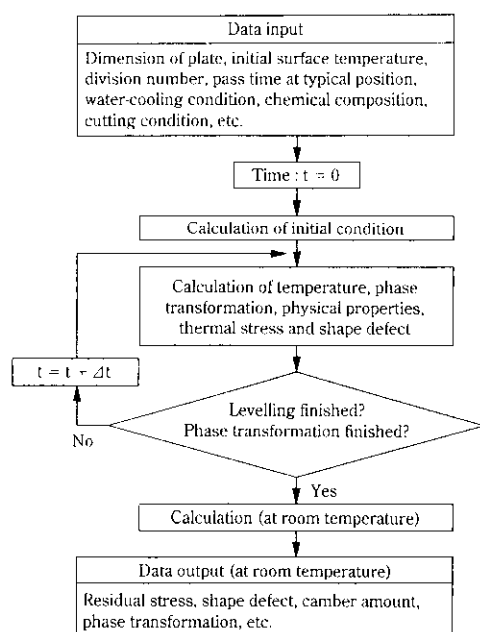 Data input
Dimension of plate, initial surface temperature,
division number, pass time at typical position,
water-cooling condition, chemical composition,
cutting condition, etc.
Time : t = 0
Calculation of initial condition
Calculation of temperature, phase
transformation, physical properties,
thermal stress and shape defect
t = t + Δt
Levelling finished?
Phase transformation finished?
No
Yes
Calculation (at room temperature)
Data output (at room temperature)
Residual stress, shape defect, camber amount,
phase transformation, etc.